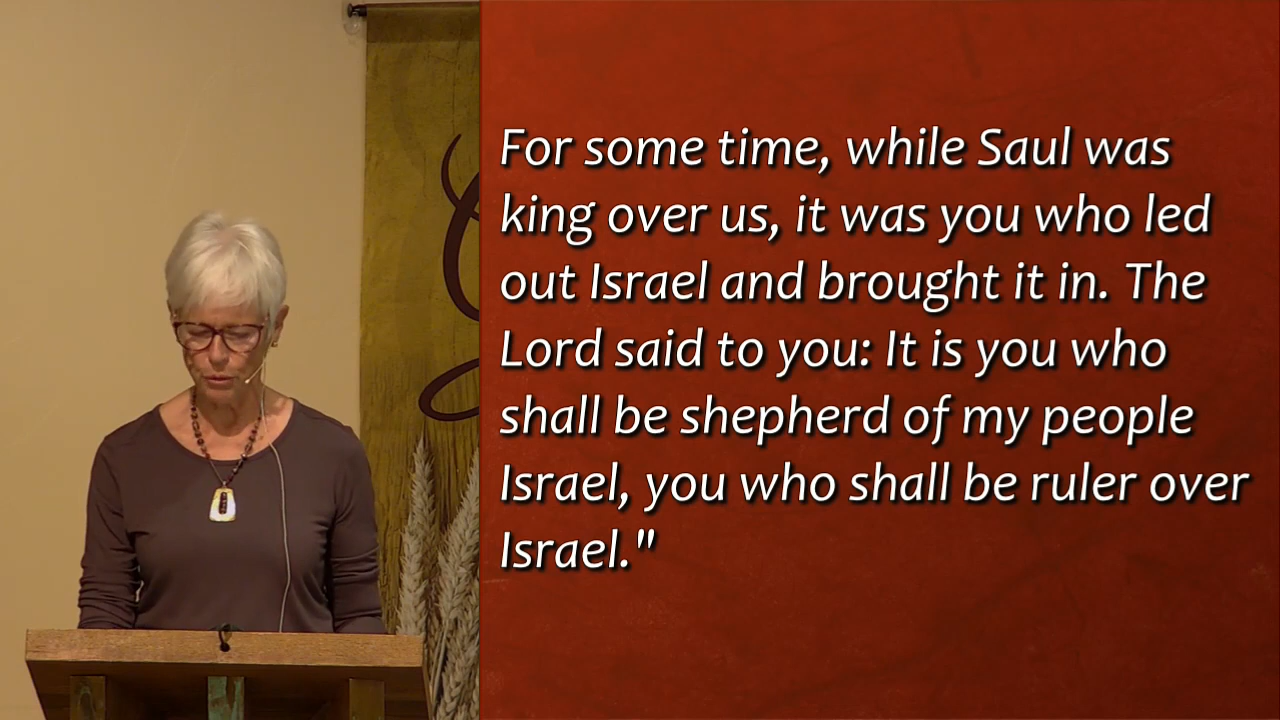 For some time, while Saul was
king over us, it was you who led
out Israel and brought it in. The
Lord said to you: It is you who
shall be shepherd of my people
Israel, you who shall be ruler over
Israel."